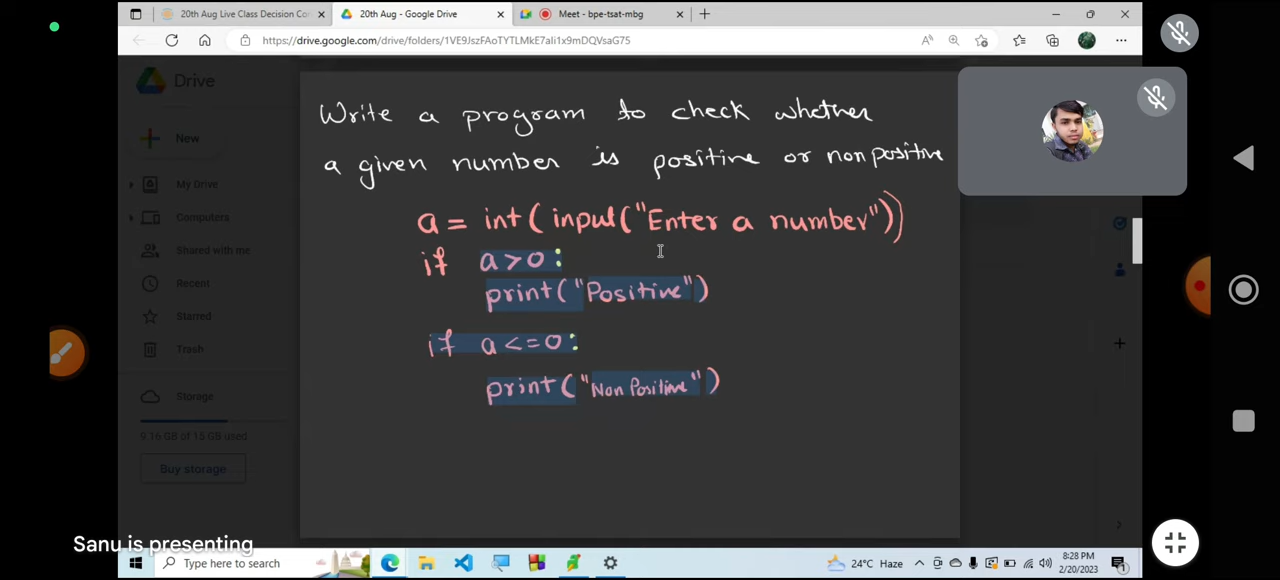 20th Aug Live Class Decision Con
20th Aug - Google Drive
Meet - bpe-tsat-mbg
https://drive.google.com/drive/folders/1VE9JszFAoTYTLMkE7aIi1x9mDQVsaG75
Drive
New
My Drive
Computers
Shared with me
Recent
Starred
Trash
Storage
9.16 GB of 15 GB used
Buy storage
Write a program to check whether
a given number is positive or non positive
a = int(input("Enter a number"))
if a>0:
print("Positive")
if a<=0:
print("Non Positive")
Sanu is presenting
Type here to search
24°C Haze
8:28 PM
2/20/2023
1